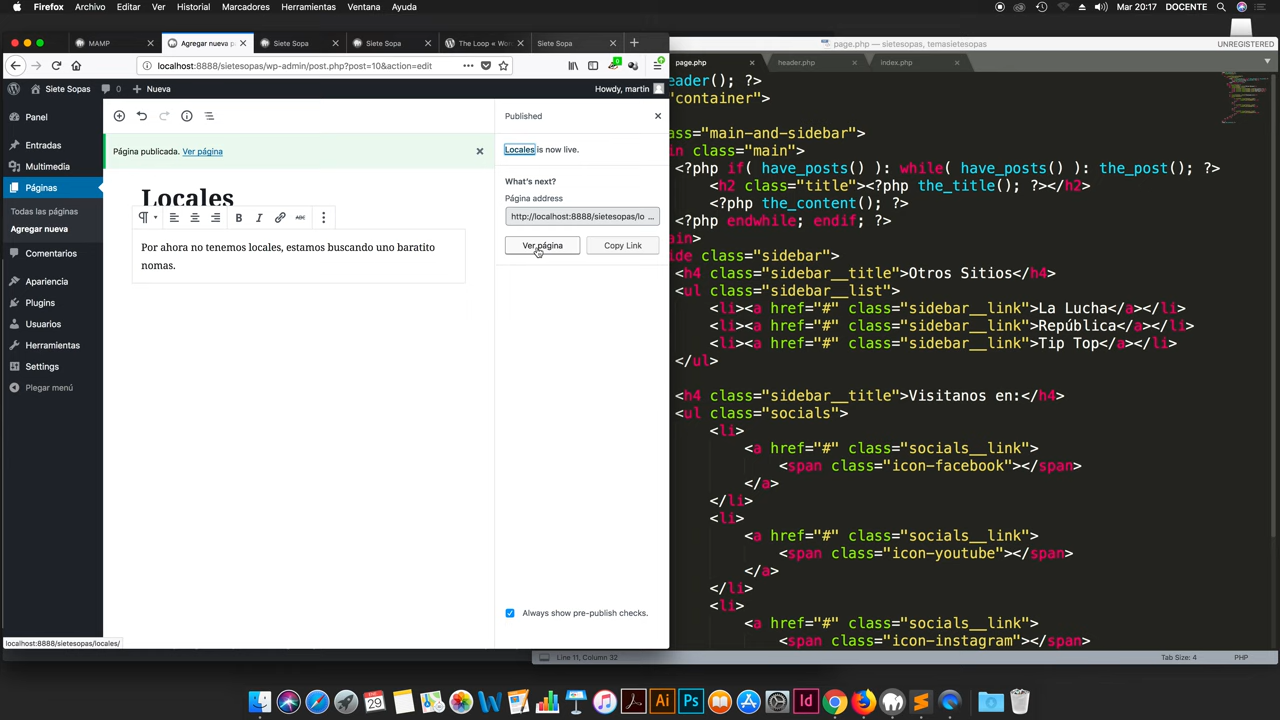 Firefox Archivo Editar Ver Historial Marcadores Herramientas Ventana Ayuda
Mar 20:17 DOCENTE
MAMP
Agregar nueva p
Siete Sopa
Siete Sopa
The Loop « Wor
Siete Sopa
localhost:8888/sietesopas/wp-admin/post.php?post=10&action=edit
Siete Sopas 0 Nueva
Howdy, martin
Panel
Entradas
Multimedia
Páginas
Todas las páginas
Agregar nueva
Comentarios
Apariencia
Plugins
Usuarios
Herramientas
Settings
Plegar menú
Página publicada. Ver página
Locales
Por ahora no tenemos locales, estamos buscando uno baratito
nomas.
Published
Locales is now live.
What's next?
Página address
http://localhost:8888/sietesopas/lo ...
Ver página
Copy Link
Always show pre-publish checks.
localhost:8888/sietesopas/locales/
page.php — sietesopas, temasietesopas
UNREGISTERED
page.php
header.php
index.php
eader(); ?>
"container">
lass="main-and-sidebar">
in class="main">
<?php if( have_posts() ): while( have_posts() ): the_post(); ?>
<h2 class="title"><?php the_title(); ?></h2>
<?php the_content(); ?>
<?php endwhile; endif; ?>
ain>
ide class="sidebar">
<h4 class="sidebar__title">Otros Sitios</h4>
<ul class="sidebar__list">
<li><a href="#" class="sidebar__link">La Lucha</a></li>
<li><a href="#" class="sidebar__link">República</a></li>
<li><a href="#" class="sidebar__link">Tip Top</a></li>
</ul>
<h4 class="sidebar__title">Visitanos en:</h4>
<ul class="socials">
<li>
<a href="#" class="socials__link">
<span class="icon-facebook"></span>
</a>
</li>
<li>
<a href="#" class="socials__link">
<span class="icon-youtube"></span>
</a>
</li>
<li>
<a href="#" class="socials__link">
<span class="icon-instagram"></span>
Line 11, Column 32
Tab Size: 4
PHP